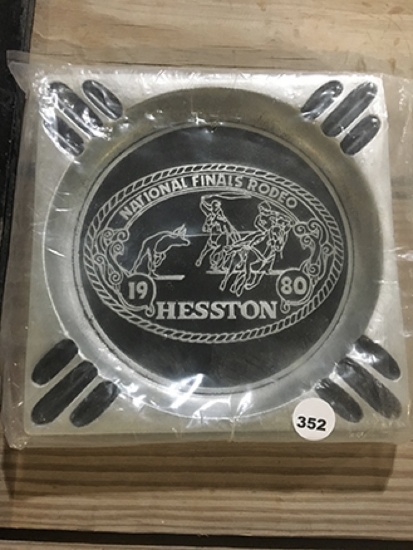 NATIONAL FINALS RODEO
19 80
HESSTON
352